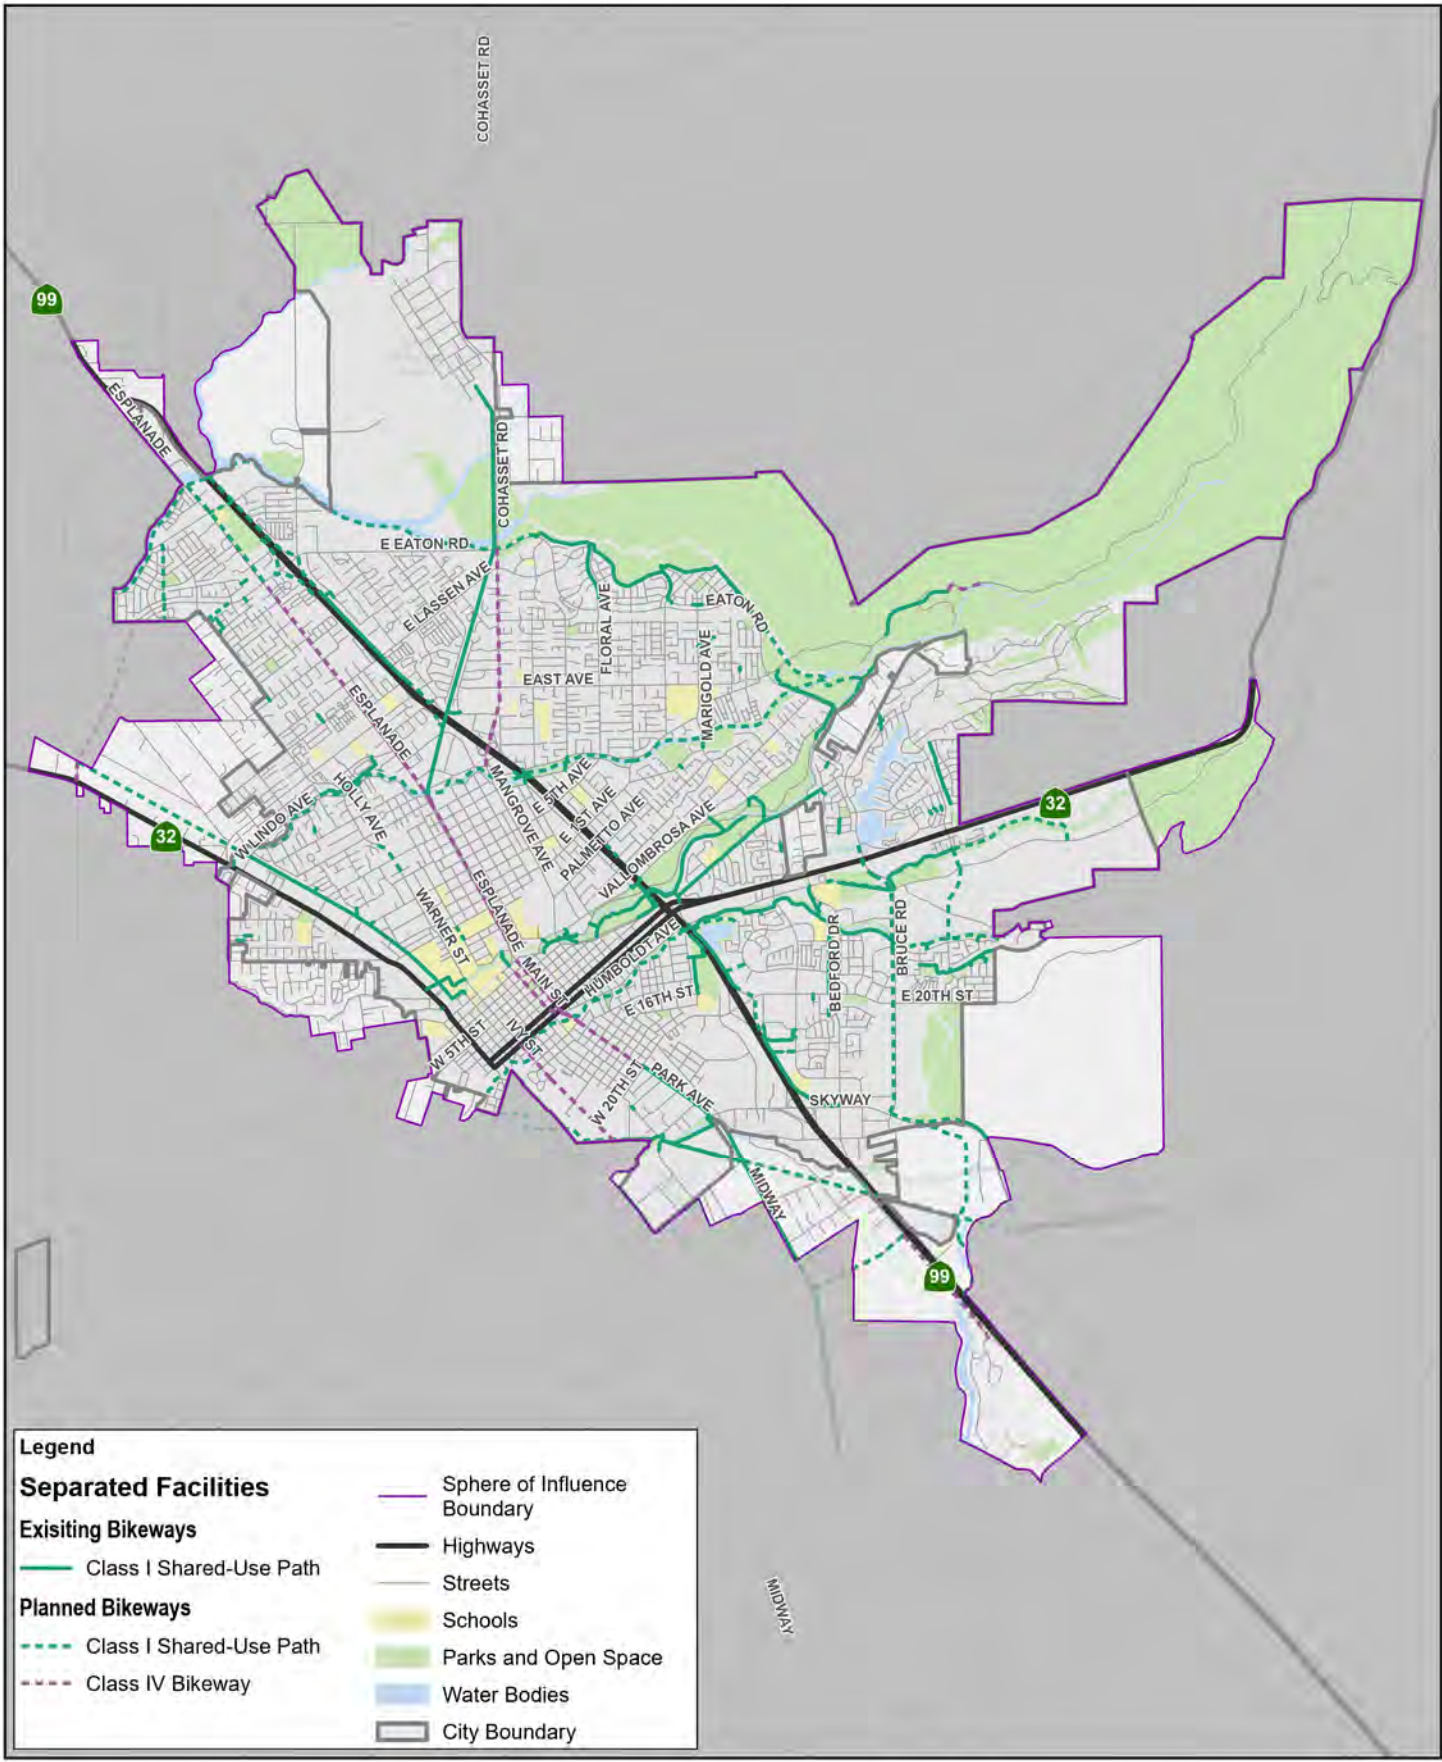 COHASSET RD
99
ESPLANADE
COHASSET RD
E EATON RD
E LASSEN AVE
FLORAL AVE
EATON RD
MARIGOLD AVE
EAST AVE
ESPLANADE
HOLLY AVE
MANGROVE AVE
E 5TH AVE
E 1ST AVE
PALMETTO AVE
VALLOMBROSA AVE
32
32
W LINDO AVE
WARNER ST
ESPLANADE
MAIN ST
HUMBOLDT AVE
E 16TH ST
BEDFORD DR
BRUCE RD
E 20TH ST
W 5TH ST
IVY ST
W 20TH ST
PARK AVE
SKYWAY
MIDWAY
99
MIDWAY
Legend
Separated Facilities
Exisiting Bikeways
Class I Shared-Use Path
Planned Bikeways
Class I Shared-Use Path
Class IV Bikeway
Sphere of Influence
Boundary
Highways
Streets
Schools
Parks and Open Space
Water Bodies
City Boundary